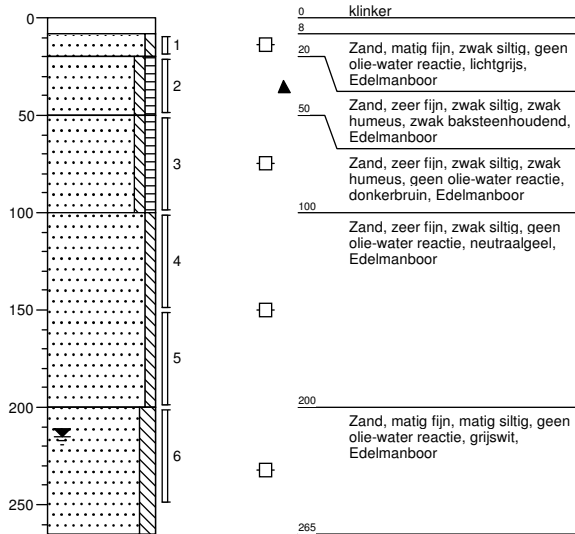 0
50
100
150
200
250
1
2
3
4
5
6
0 klinker
8
Zand, matig fijn, zwak siltig, geen
olie-water reactie, lichtgrijs,
Edelmanboor
20
Zand, zeer fijn, zwak siltig, zwak
humeus, zwak baksteenhoudend,
Edelmanboor
50
Zand, zeer fijn, zwak siltig, zwak
humeus, geen olie-water reactie,
donkerbruin, Edelmanboor
100
Zand, zeer fijn, zwak siltig, geen
olie-water reactie, neutraalgeel,
Edelmanboor
200
Zand, matig fijn, matig siltig, geen
olie-water reactie, grijswit,
Edelmanboor
265